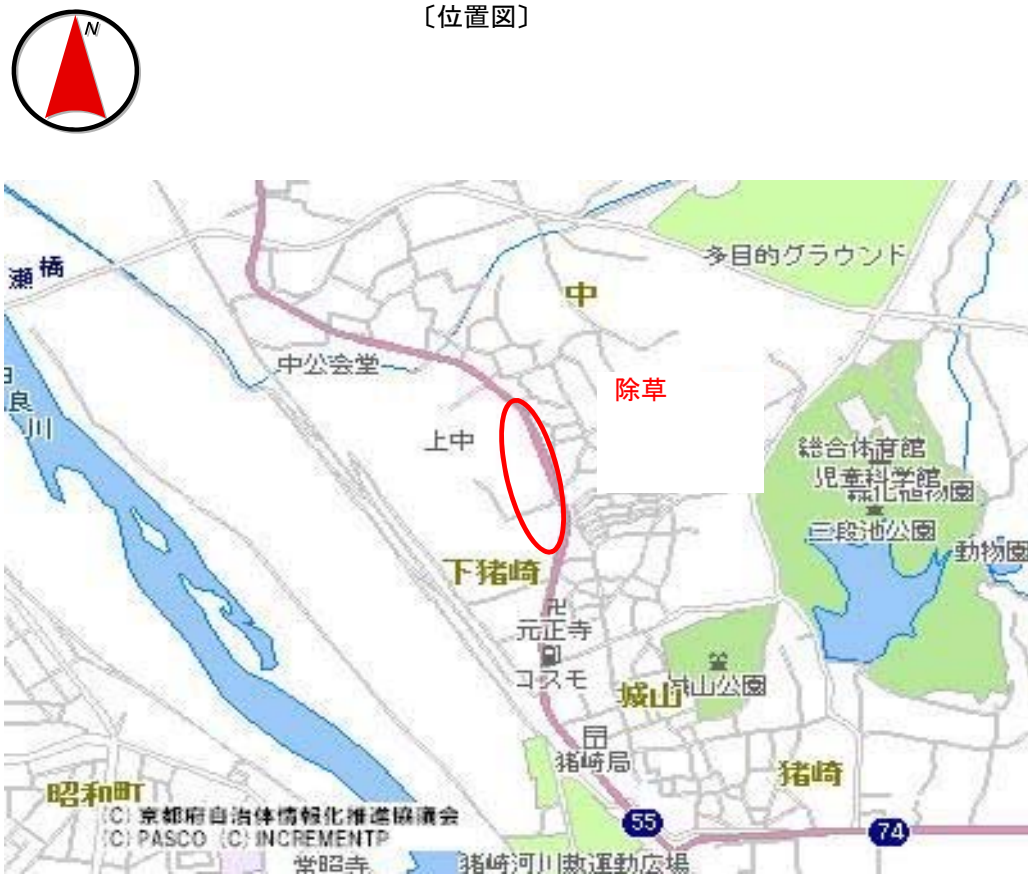 〔位置図〕
N
多目的グラウンド
瀬橋
中
中公会堂
除草
良
川
上中
総合体育館
児童科学館
緑化植物園
三段池公園
動物園
下猪崎
卍
元正寺
コスモ
城山公園
城山
猪崎局
猪崎
昭和町
(C) 京都府自治体情報化推進協議会
(C) PASCO (C) INCREMENTP
55
74
常照寺
猪崎河川敷運動広場